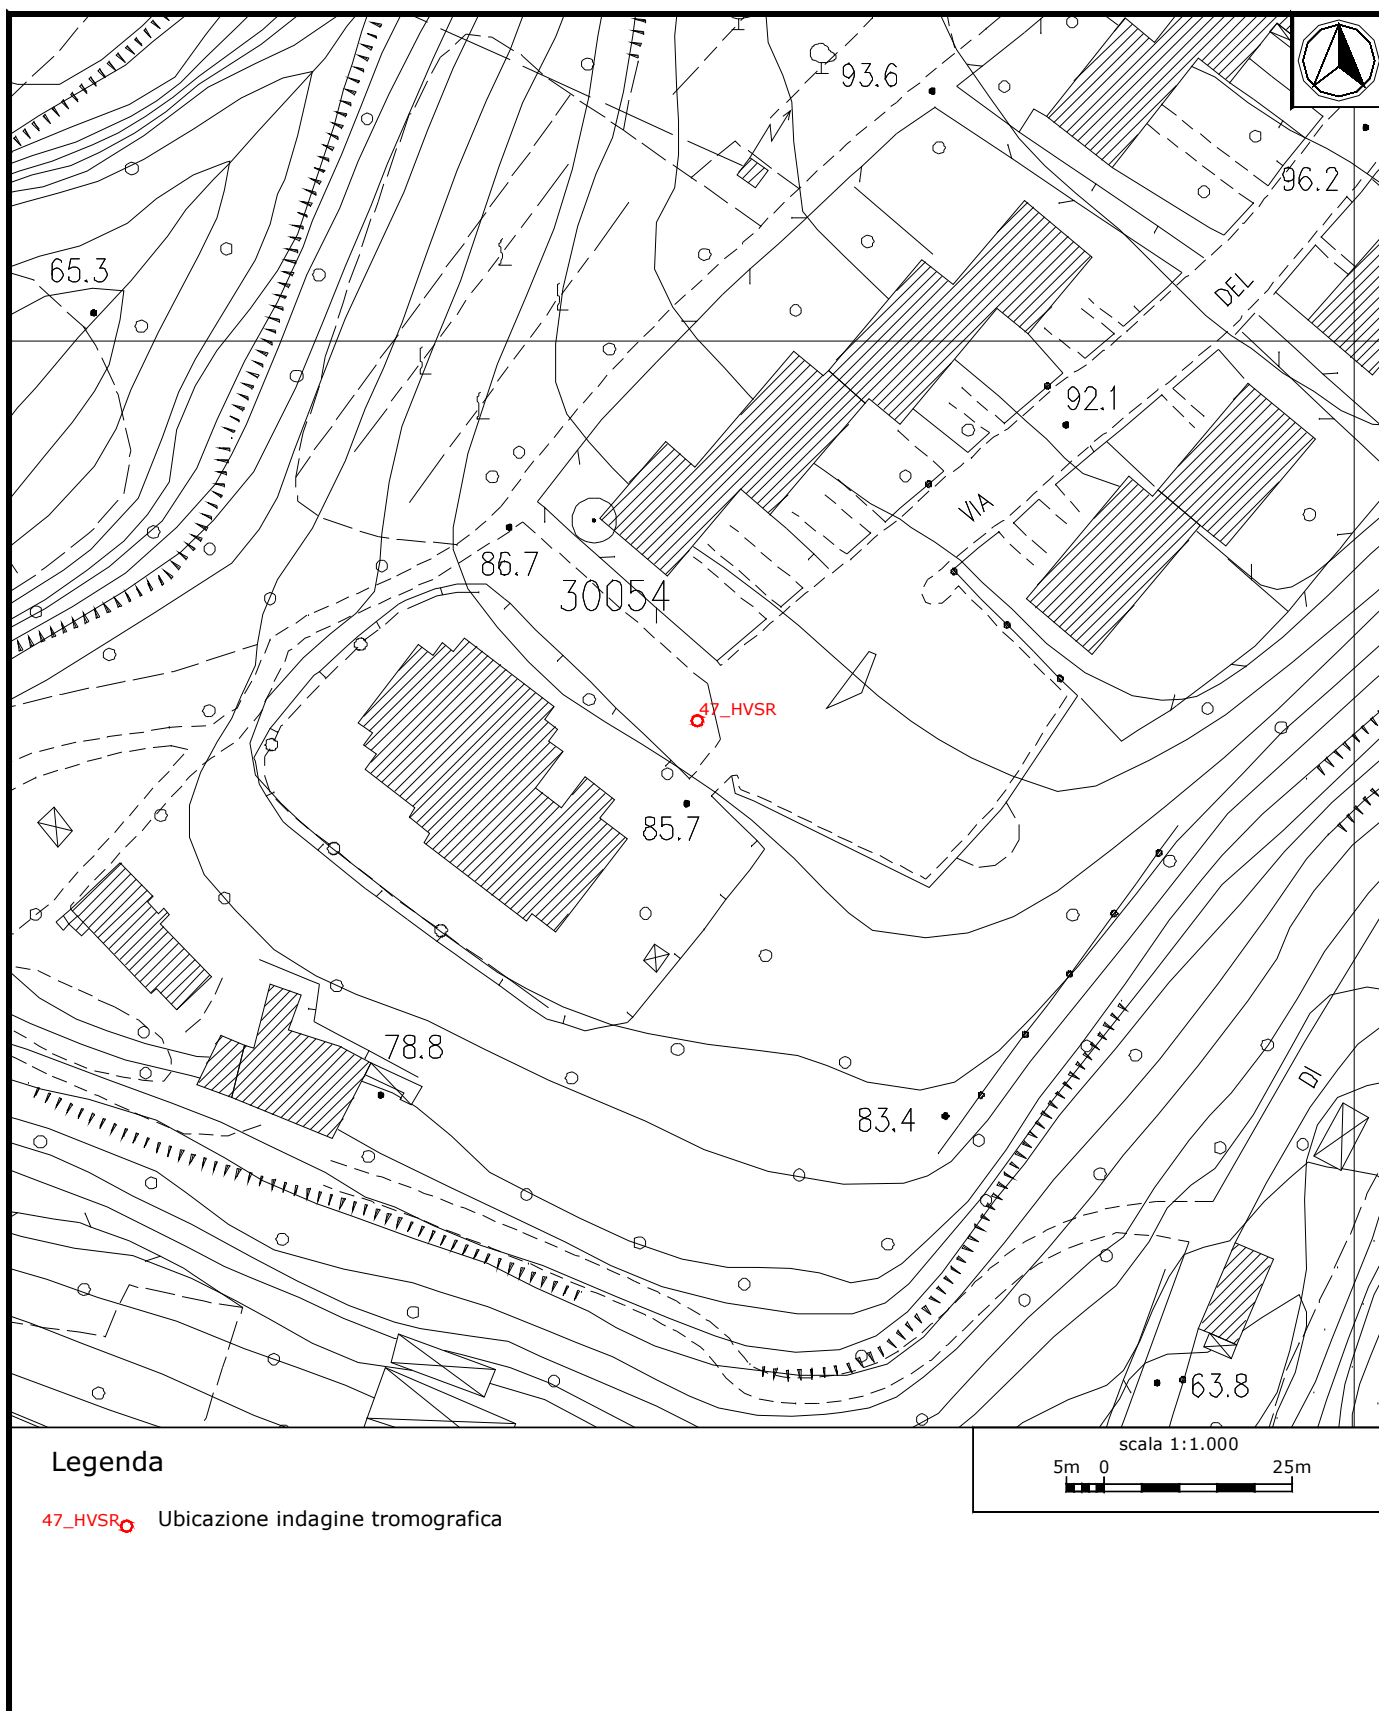 93.6
96.2
65.3
DEL
92.1
VIA
86.7
30054
47_HVSR
85.7
78.8
DI
83.4
63.8
Legenda
47_HVSR Ubicazione indagine tromografica
scala 1:1.000
5m 0 25m